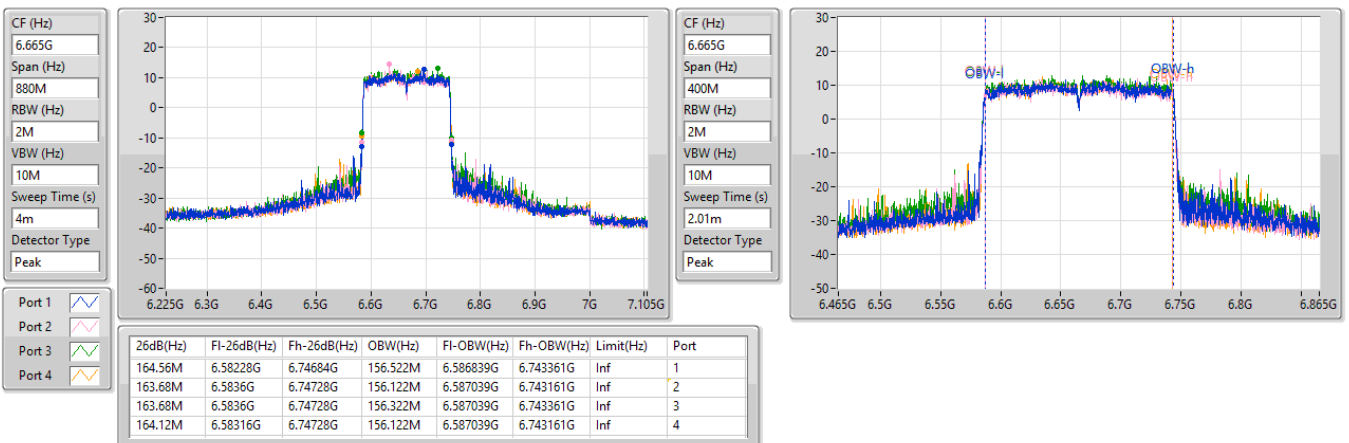 CF (Hz)
6.665G
Span (Hz)
880M
RBW (Hz)
2M
VBW (Hz)
10M
Sweep Time (s)
4m
Detector Type
Peak
30
20
10
0
-10
-20
-30
-40
-50
-60
6.225G 6.3G 6.4G 6.5G 6.6G 6.7G 6.8G 6.9G 7G 7.105G
CF (Hz)
6.665G
Span (Hz)
400M
RBW (Hz)
2M
VBW (Hz)
10M
Sweep Time (s)
2.01m
Detector Type
Peak
30
20
10
0
-10
-20
-30
-40
-50
OBW-l OBW-h
6.465G 6.5G 6.55G 6.6G 6.65G 6.7G 6.75G 6.8G 6.865G
Port 1
Port 2
Port 3
Port 4
26dB(Hz) Fl-26dB(Hz) Fh-26dB(Hz) OBW(Hz) Fl-OBW(Hz) Fh-OBW(Hz) Limit(Hz) Port
164.56M 6.58228G 6.74684G 156.522M 6.586839G 6.743361G Inf 1
163.68M 6.5836G 6.74728G 156.122M 6.587039G 6.743161G Inf 2
163.68M 6.5836G 6.74728G 156.322M 6.587039G 6.743361G Inf 3
164.12M 6.58316G 6.74728G 156.122M 6.587039G 6.743161G Inf 4